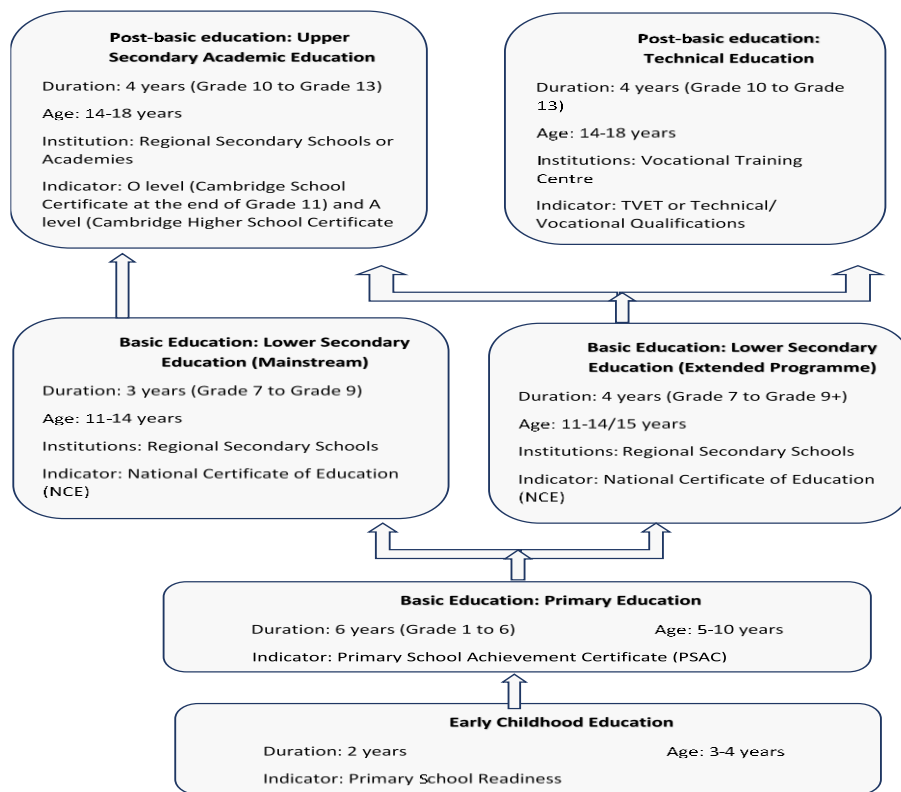 Post-basic education: Upper
Secondary Academic Education
Duration: 4 years (Grade 10 to Grade 13)
Age: 14-18 years
Institution: Regional Secondary Schools or
Academies
Indicator: O level (Cambridge School
Certificate at the end of Grade 11) and A
level (Cambridge Higher School Certificate
Post-basic education:
Technical Education
Duration: 4 years (Grade 10 to Grade
13)
Age: 14-18 years
Institutions: Vocational Training
Centre
Indicator: TVET or Technical/
Vocational Qualifications
Basic Education: Lower Secondary
Education (Mainstream)
Duration: 3 years (Grade 7 to Grade 9)
Age: 11-14 years
Institutions: Regional Secondary Schools
Indicator: National Certificate of Education
(NCE)
Basic Education: Lower Secondary
Education (Extended Programme)
Duration: 4 years (Grade 7 to Grade 9+)
Age: 11-14/15 years
Institutions: Regional Secondary Schools
Indicator: National Certificate of Education
(NCE)
Basic Education: Primary Education
Duration: 6 years (Grade 1 to 6) Age: 5-10 years
Indicator: Primary School Achievement Certificate (PSAC)
Early Childhood Education
Duration: 2 years Age: 3-4 years
Indicator: Primary School Readiness